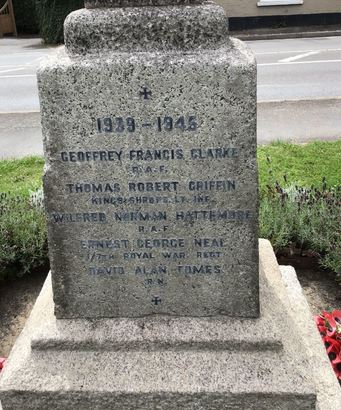 1939 - 1945
GEOFFREY FRANCIS CLARKE
R.A.F.
THOMAS ROBERT GRIFFIN
KINGS SHROPS. LT. INF.
WILFRED NORMAN HATTEMORE
R.A.F
ERNEST GEORGE NEAL
1/7TH ROYAL WAR. REGT
DAVID ALAN TOMES
R.N.